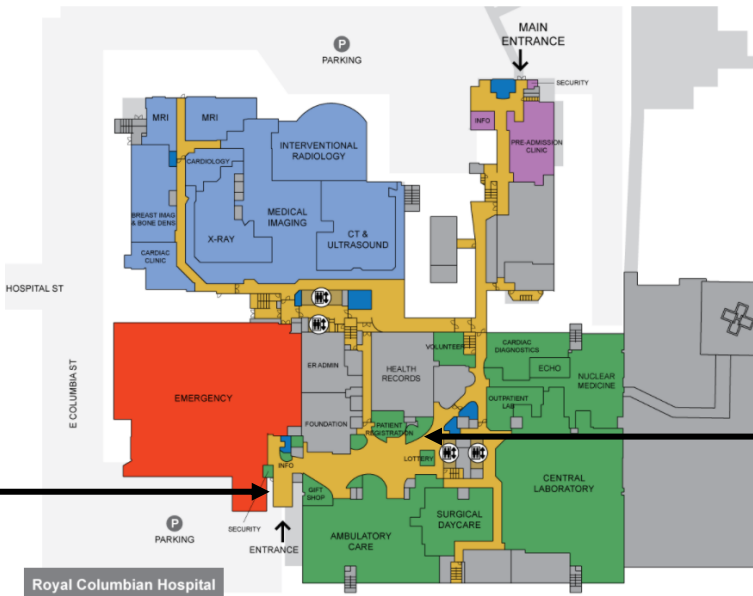 MAIN
ENTRANCE
P
PARKING
SECURITY
MRI
MRI
INFO
PRE-ADMISSION
CLINIC
INTERVENTIONAL
RADIOLOGY
CARDIOLOGY
BREAST IMAG
& BONE DENS
MEDICAL
IMAGING
X-RAY
CT &
ULTRASOUND
CARDIAC
CLINIC
HOSPITAL ST
E COLUMBIA ST
VOLUNTEER
CARDIAC
DIAGNOSTICS
ER ADMIN
HEALTH
RECORDS
ECHO
NUCLEAR
MEDICINE
EMERGENCY
OUTPATIENT
LAB
FOUNDATION
PATIENT
REGISTRATION
INFO
LOTTERY
CENTRAL
LABORATORY
GIFT
SHOP
SURGICAL
DAYCARE
P
PARKING
SECURITY
ENTRANCE
AMBULATORY
CARE
Royal Columbian Hospital